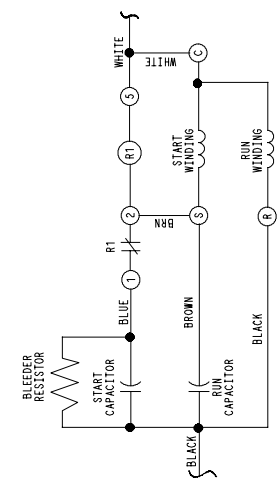 WHITE
WHITE
C
5
R1
START
WINDING
RUN
WINDING
2
BRN
S
R
R1
1
BLUE
BROWN
BLACK
BLEEDER
RESISTOR
START
CAPACITOR
RUN
CAPACITOR
BLACK